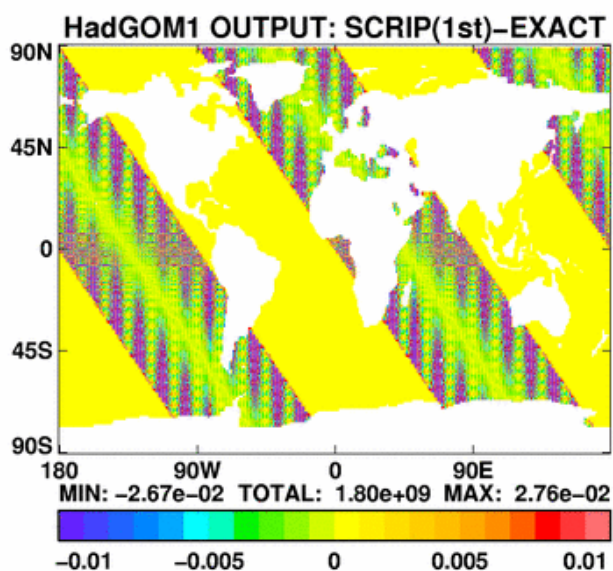 HadGOM1 OUTPUT: SCRIP(1st)-EXACT
90N
45N
0
45S
90S
180 90W 0 90E
MIN: -2.67e-02 TOTAL: 1.80e+09 MAX: 2.76e-02
-0.01 -0.005 0 0.005 0.01